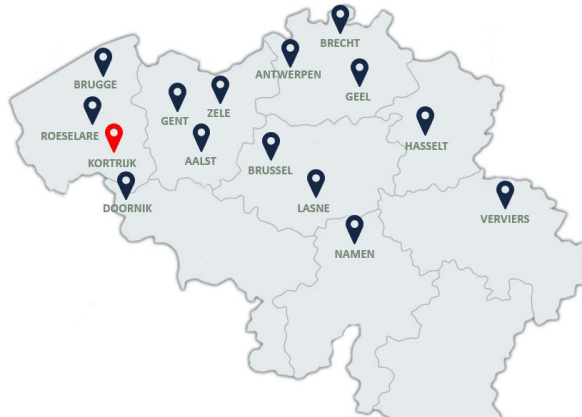 BRECHT
ANTWERPEN
BRUGGE
GEEL
ZELE
GENT
ROESELARE
HASSELT
KORTRIJK
AALST
BRUSSEL
LASNE
DOORNIK
VERVIERS
NAMEN